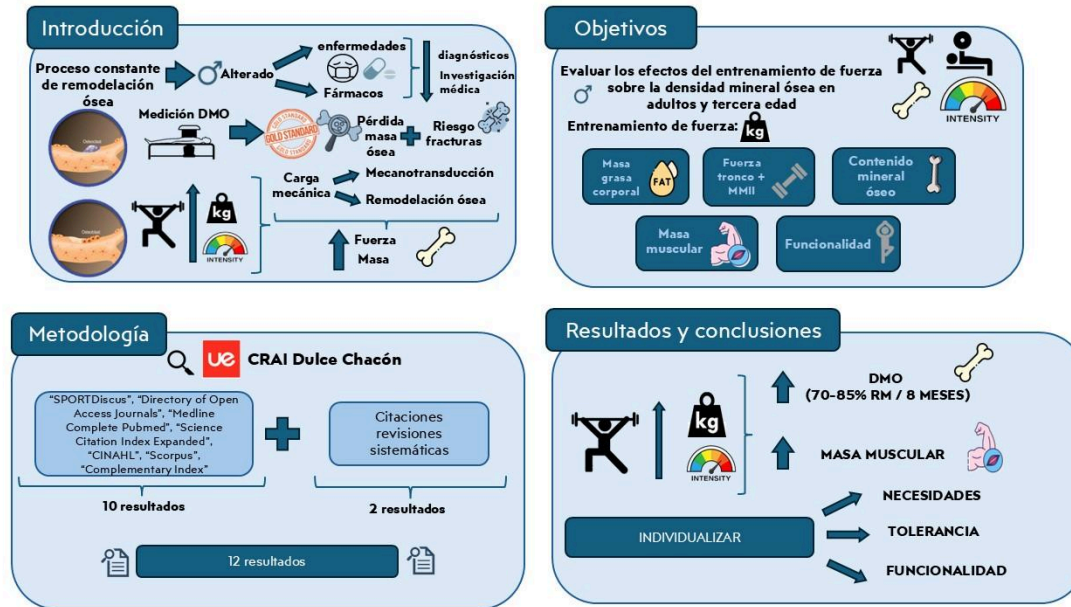 Introducción
Proceso constante
de remodelación
ósea
Alterado
enfermedades
Fármacos
diagnósticos
Investigación
médica
Medición DMO
GOLD STANDARD
Pérdida
masa
ósea
Riesgo
fracturas
Carga
mecánica
Mecanotransducción
Remodelación ósea
kg
INTENSITY
Fuerza
Masa
Objetivos
Evaluar los efectos del entrenamiento de fuerza
sobre la densidad mineral ósea en
adultos y tercera edad
INTENSITY
Entrenamiento de fuerza:
kg
Masa
grasa
corporal
FAT
Fuerza
tronco +
MMII
Contenido
mineral
óseo
Masa
muscular
Funcionalidad
Metodología
ue
CRAI Dulce Chacón
"SPORTDiscus", "Directory of Open
Access Journals", "Medline
Complete Pubmed", "Science
Citation Index Expanded",
"CINAHL", "Scorpus",
"Complementary Index"
Citaciones
revisiones
sistemáticas
10 resultados
2 resultados
12 resultados
Resultados y conclusiones
kg
INTENSITY
DMO
(70-85% RM / 8 MESES)
MASA MUSCULAR
INDIVIDUALIZAR
NECESIDADES
TOLERANCIA
FUNCIONALIDAD